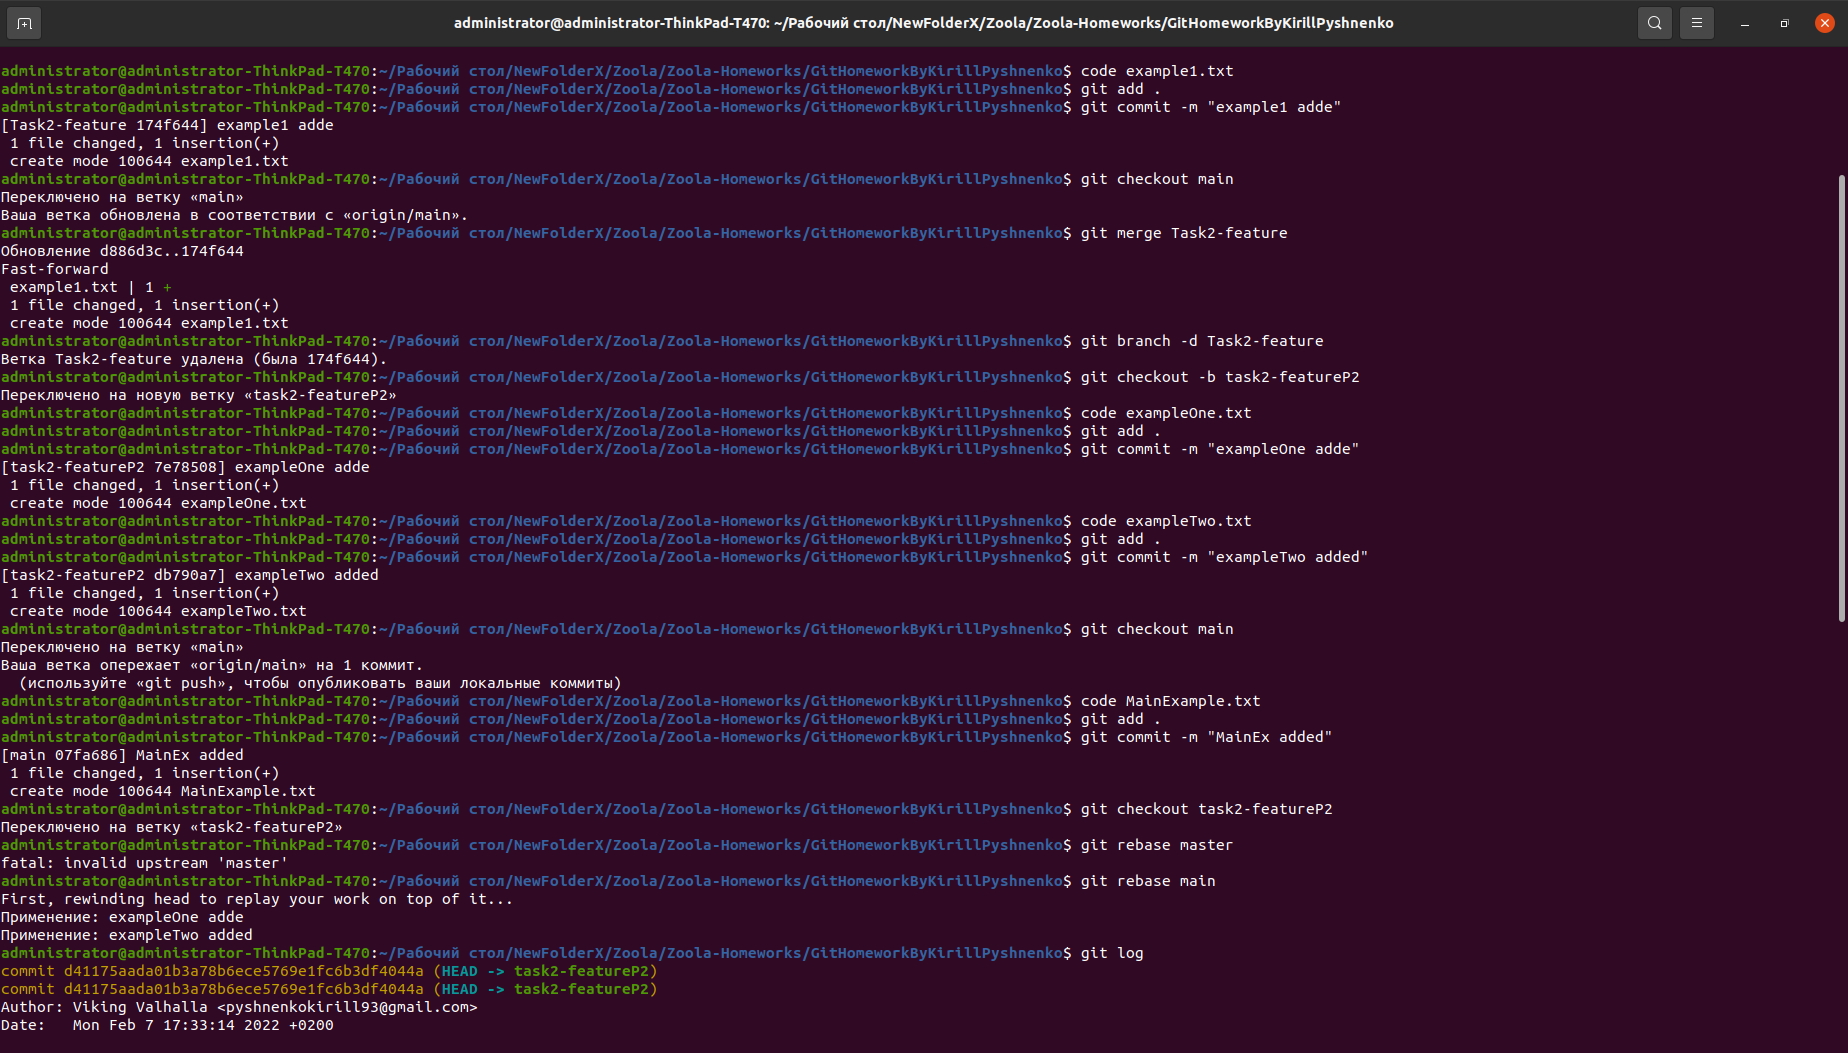 administrator@administrator-ThinkPad-T470: ~/Рабочий стол/NewFolderX/Zoola/Zoola-Homeworks/GitHomeworkByKirillPyshnenko
administrator@administrator-ThinkPad-T470:~/Рабочий стол/NewFolderX/Zoola/Zoola-Homeworks/GitHomeworkByKirillPyshnenko$ code example1.txt
administrator@administrator-ThinkPad-T470:~/Рабочий стол/NewFolderX/Zoola/Zoola-Homeworks/GitHomeworkByKirillPyshnenko$ git add .
administrator@administrator-ThinkPad-T470:~/Рабочий стол/NewFolderX/Zoola/Zoola-Homeworks/GitHomeworkByKirillPyshnenko$ git commit -m "example1 adde"
[Task2-feature 174f644] example1 adde
 1 file changed, 1 insertion(+)
 create mode 100644 example1.txt
administrator@administrator-ThinkPad-T470:~/Рабочий стол/NewFolderX/Zoola/Zoola-Homeworks/GitHomeworkByKirillPyshnenko$ git checkout main
Переключено на ветку «main»
Ваша ветка обновлена в соответствии с «origin/main».
administrator@administrator-ThinkPad-T470:~/Рабочий стол/NewFolderX/Zoola/Zoola-Homeworks/GitHomeworkByKirillPyshnenko$ git merge Task2-feature
Обновление d886d3c..174f644
Fast-forward
 example1.txt | 1 +
 1 file changed, 1 insertion(+)
 create mode 100644 example1.txt
administrator@administrator-ThinkPad-T470:~/Рабочий стол/NewFolderX/Zoola/Zoola-Homeworks/GitHomeworkByKirillPyshnenko$ git branch -d Task2-feature
Ветка Task2-feature удалена (была 174f644).
administrator@administrator-ThinkPad-T470:~/Рабочий стол/NewFolderX/Zoola/Zoola-Homeworks/GitHomeworkByKirillPyshnenko$ git checkout -b task2-featureP2
Переключено на новую ветку «task2-featureP2»
administrator@administrator-ThinkPad-T470:~/Рабочий стол/NewFolderX/Zoola/Zoola-Homeworks/GitHomeworkByKirillPyshnenko$ code exampleOne.txt
administrator@administrator-ThinkPad-T470:~/Рабочий стол/NewFolderX/Zoola/Zoola-Homeworks/GitHomeworkByKirillPyshnenko$ git add .
administrator@administrator-ThinkPad-T470:~/Рабочий стол/NewFolderX/Zoola/Zoola-Homeworks/GitHomeworkByKirillPyshnenko$ git commit -m "exampleOne adde"
[task2-featureP2 7e78508] exampleOne adde
 1 file changed, 1 insertion(+)
 create mode 100644 exampleOne.txt
administrator@administrator-ThinkPad-T470:~/Рабочий стол/NewFolderX/Zoola/Zoola-Homeworks/GitHomeworkByKirillPyshnenko$ code exampleTwo.txt
administrator@administrator-ThinkPad-T470:~/Рабочий стол/NewFolderX/Zoola/Zoola-Homeworks/GitHomeworkByKirillPyshnenko$ git add .
administrator@administrator-ThinkPad-T470:~/Рабочий стол/NewFolderX/Zoola/Zoola-Homeworks/GitHomeworkByKirillPyshnenko$ git commit -m "exampleTwo added"
[task2-featureP2 db790a7] exampleTwo added
 1 file changed, 1 insertion(+)
 create mode 100644 exampleTwo.txt
administrator@administrator-ThinkPad-T470:~/Рабочий стол/NewFolderX/Zoola/Zoola-Homeworks/GitHomeworkByKirillPyshnenko$ git checkout main
Переключено на ветку «main»
Ваша ветка опережает «origin/main» на 1 коммит.
  (используйте «git push», чтобы опубликовать ваши локальные коммиты)
administrator@administrator-ThinkPad-T470:~/Рабочий стол/NewFolderX/Zoola/Zoola-Homeworks/GitHomeworkByKirillPyshnenko$ code MainExample.txt
administrator@administrator-ThinkPad-T470:~/Рабочий стол/NewFolderX/Zoola/Zoola-Homeworks/GitHomeworkByKirillPyshnenko$ git add .
administrator@administrator-ThinkPad-T470:~/Рабочий стол/NewFolderX/Zoola/Zoola-Homeworks/GitHomeworkByKirillPyshnenko$ git commit -m "MainEx added"
[main 07fa686] MainEx added
 1 file changed, 1 insertion(+)
 create mode 100644 MainExample.txt
administrator@administrator-ThinkPad-T470:~/Рабочий стол/NewFolderX/Zoola/Zoola-Homeworks/GitHomeworkByKirillPyshnenko$ git checkout task2-featureP2
Переключено на ветку «task2-featureP2»
administrator@administrator-ThinkPad-T470:~/Рабочий стол/NewFolderX/Zoola/Zoola-Homeworks/GitHomeworkByKirillPyshnenko$ git rebase master
fatal: invalid upstream 'master'
administrator@administrator-ThinkPad-T470:~/Рабочий стол/NewFolderX/Zoola/Zoola-Homeworks/GitHomeworkByKirillPyshnenko$ git rebase main
First, rewinding head to replay your work on top of it...
Применение: exampleOne adde
Применение: exampleTwo added
administrator@administrator-ThinkPad-T470:~/Рабочий стол/NewFolderX/Zoola/Zoola-Homeworks/GitHomeworkByKirillPyshnenko$ git log
commit d41175aada01b3a78b6ece5769e1fc6b3df4044a (HEAD -> task2-featureP2)
commit d41175aada01b3a78b6ece5769e1fc6b3df4044a (HEAD -> task2-featureP2)
Author: Viking Valhalla <pyshnenkokirill93@gmail.com>
Date:   Mon Feb 7 17:33:14 2022 +0200